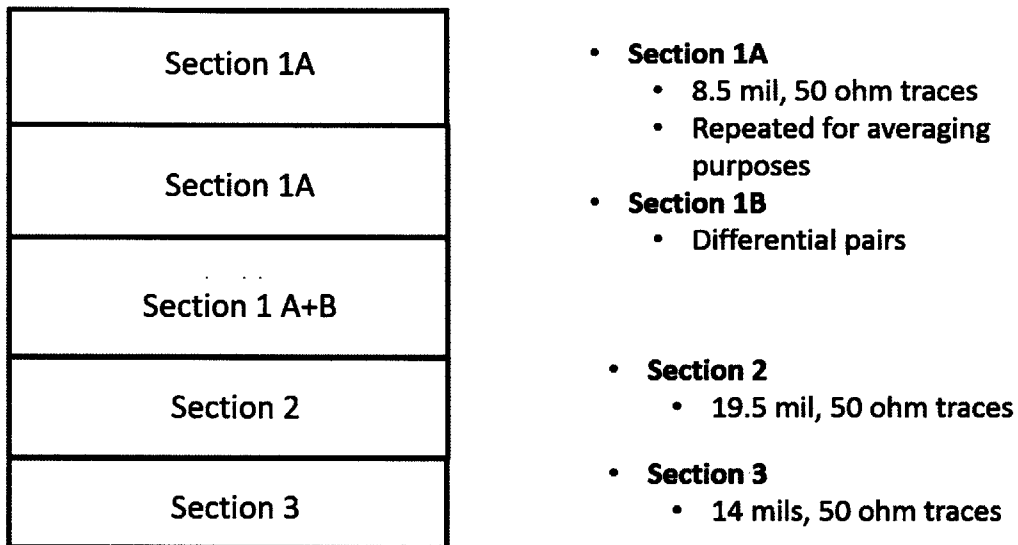 Section 1A
Section 1A
Section 1 A+B
Section 2
Section 3
• Section 1A
• 8.5 mil, 50 ohm traces
• Repeated for averaging
purposes
• Section 1B
• Differential pairs
• Section 2
• 19.5 mil, 50 ohm traces
• Section 3
• 14 mils, 50 ohm traces